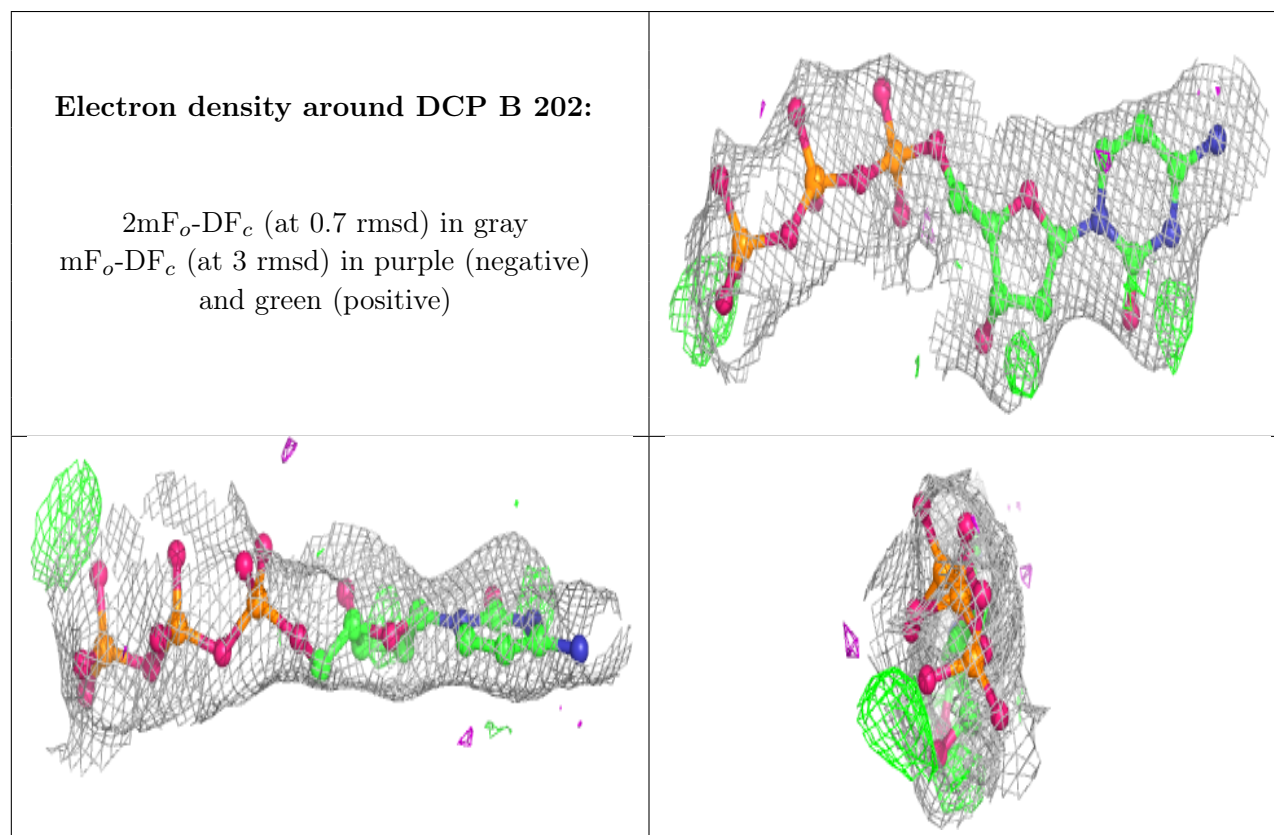 Electron density around DCP B 202:
2mFo-DFc (at 0.7 rmsd) in gray
mFo-DFc (at 3 rmsd) in purple (negative)
and green (positive)